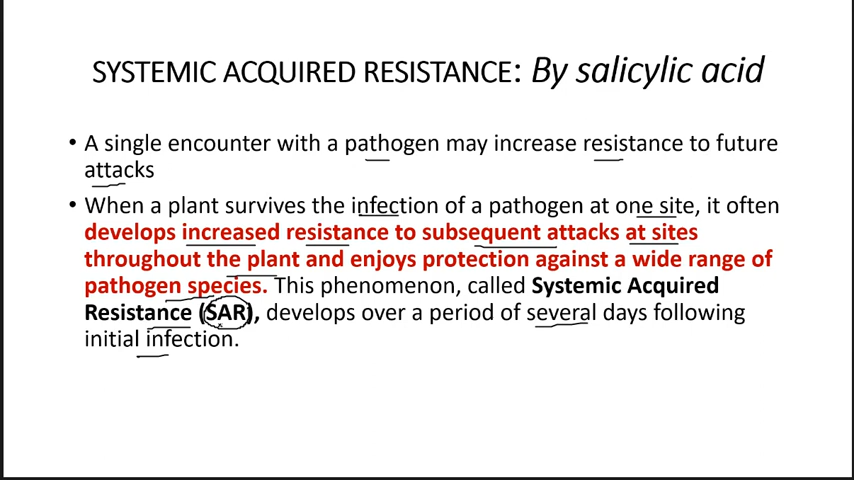 SYSTEMIC ACQUIRED RESISTANCE: By salicylic acid
• A single encounter with a pathogen may increase resistance to future
attacks
• When a plant survives the infection of a pathogen at one site, it often
develops increased resistance to subsequent attacks at sites
throughout the plant and enjoys protection against a wide range of
pathogen species. This phenomenon, called Systemic Acquired
Resistance (SAR), develops over a period of several days following
initial infection.